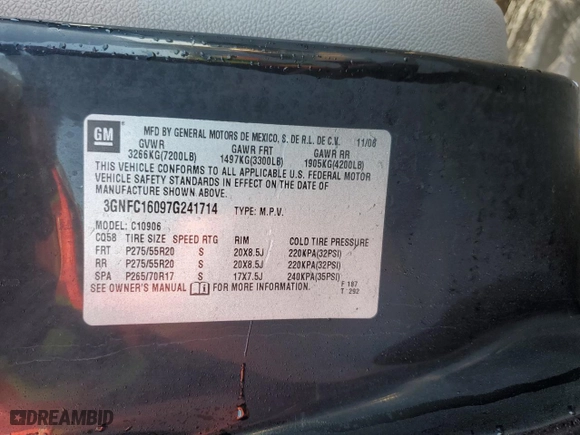 GM MFD BY GENERAL MOTORS DE MEXICO, S. DE R.L. DE C.V. 11/06
GVWR GAWR FRT GAWR RR
3266KG(7200LB) 1497KG(3300LB) 1905KG(4200LB)
THIS VEHICLE CONFORMS TO ALL APPLICABLE U.S. FEDERAL MOTOR
VEHICLE SAFETY STANDARDS IN EFFECT ON THE DATE OF
MANUFACTURE SHOWN ABOVE.
3GNFC16097G241714 TYPE: M.P.V.
MODEL: C10906
CQ58 TIRE SIZE SPEED RTG RIM COLD TIRE PRESSURE
FRT P275/55R20 S 20X8.5J 220KPA(32PSI)
RR P275/55R20 S 20X8.5J 220KPA(32PSI)
SPA P265/70R17 S 17X7.5J 240KPA(35PSI)
SEE OWNER'S MANUAL FOR MORE INFORMATION. F 187
T 292
DREAMBID